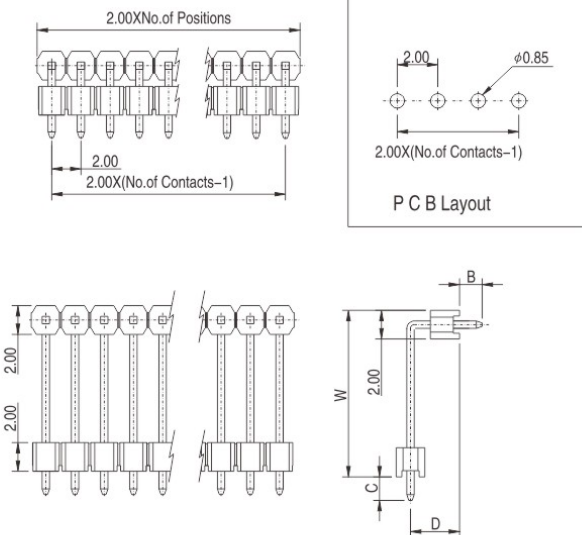 2.00XNo.of Positions
2.00
2.00X(No.of Contacts-1)
2.00
ϕ0.85
2.00X(No.of Contacts-1)
P C B Layout
2.00
2.00
B
W
2.00
C
D